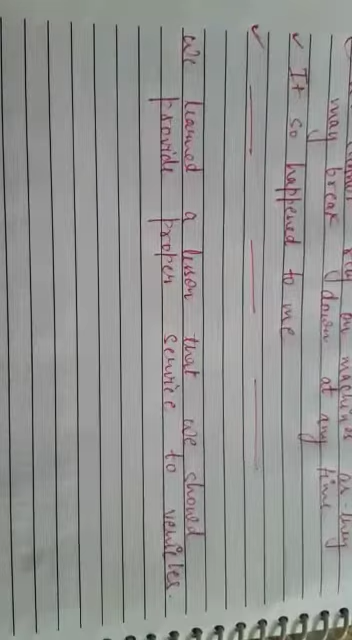 rely on machines as they
may break down at any time
✓ It so happened to me
✓ — — —
We learned a lesson that we should
provide proper service to vehicles.